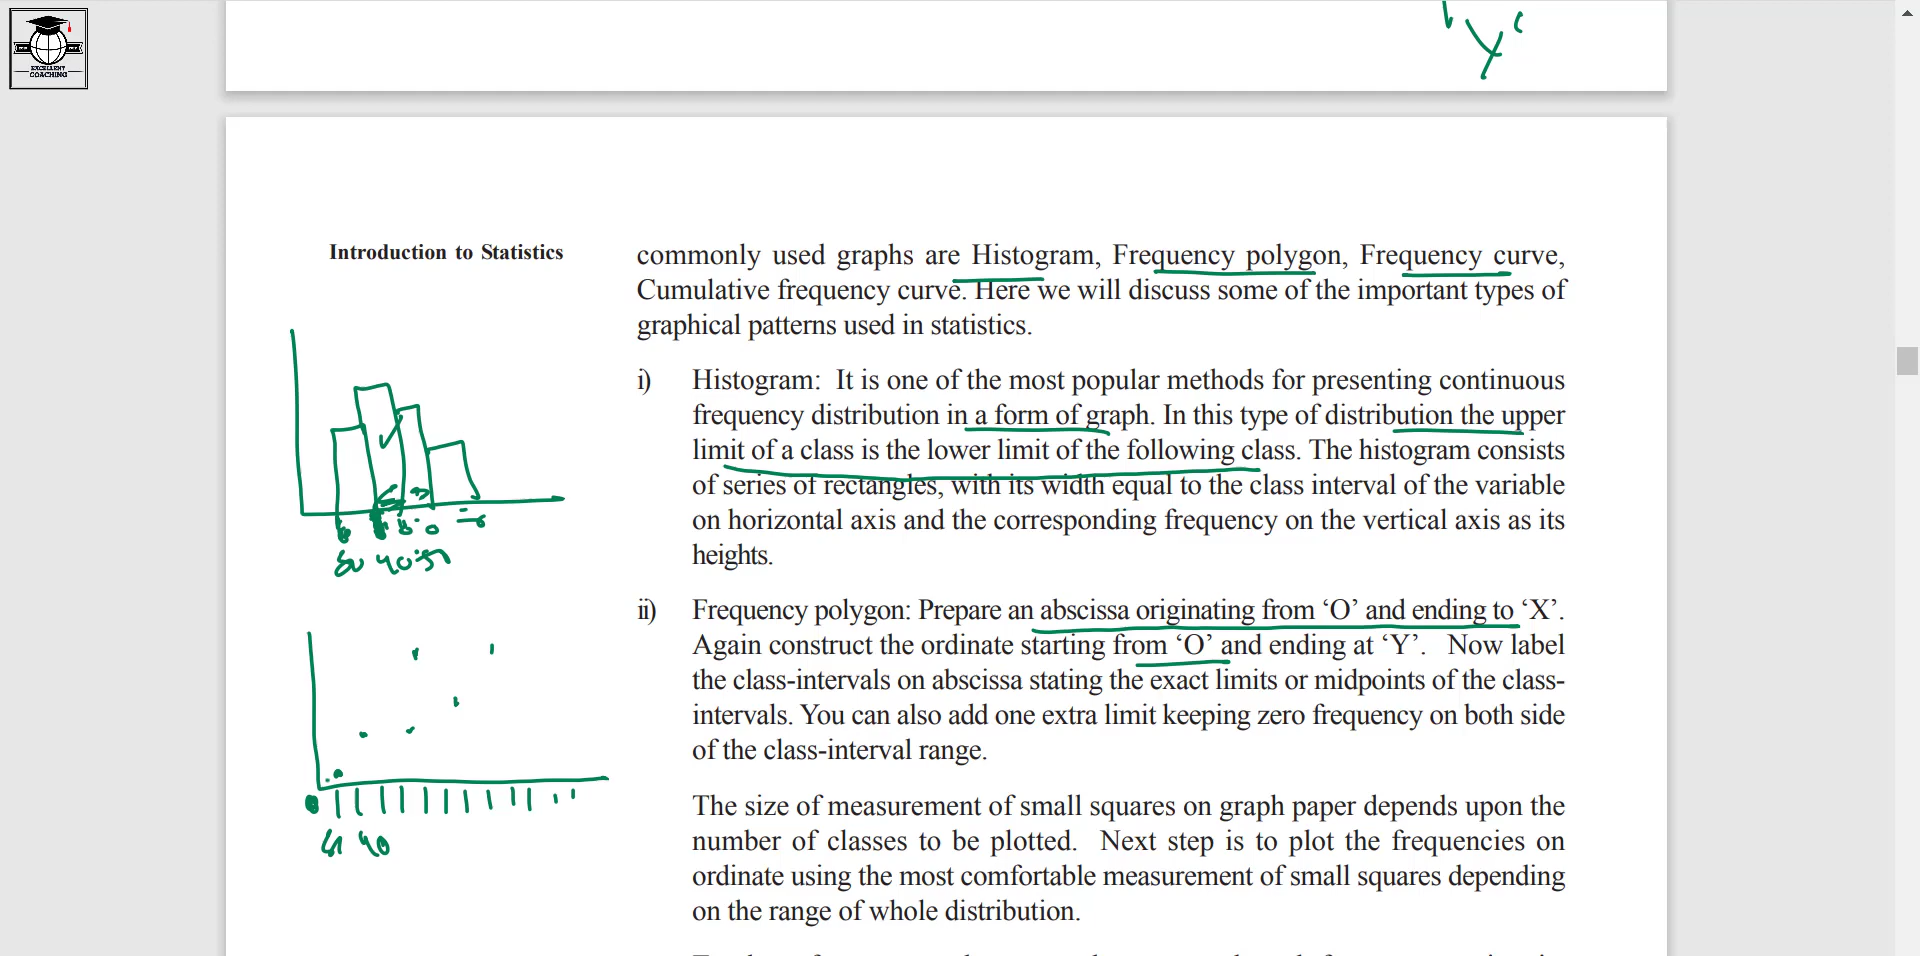 EXCELLENT
COACHING
Y
Introduction to Statistics
commonly used graphs are Histogram, Frequency polygon, Frequency curve,
Cumulative frequency curve. Here we will discuss some of the important types of
graphical patterns used in statistics.
i) Histogram: It is one of the most popular methods for presenting continuous
frequency distribution in a form of graph. In this type of distribution the upper
limit of a class is the lower limit of the following class. The histogram consists
of series of rectangles, with its width equal to the class interval of the variable
on horizontal axis and the corresponding frequency on the vertical axis as its
heights.
ii) Frequency polygon: Prepare an abscissa originating from ‘O’ and ending to ‘X’.
Again construct the ordinate starting from ‘O’ and ending at ‘Y’. Now label
the class-intervals on abscissa stating the exact limits or midpoints of the class-
intervals. You can also add one extra limit keeping zero frequency on both side
of the class-interval range.
The size of measurement of small squares on graph paper depends upon the
number of classes to be plotted. Next step is to plot the frequencies on
ordinate using the most comfortable measurement of small squares depending
on the range of whole distribution.
40